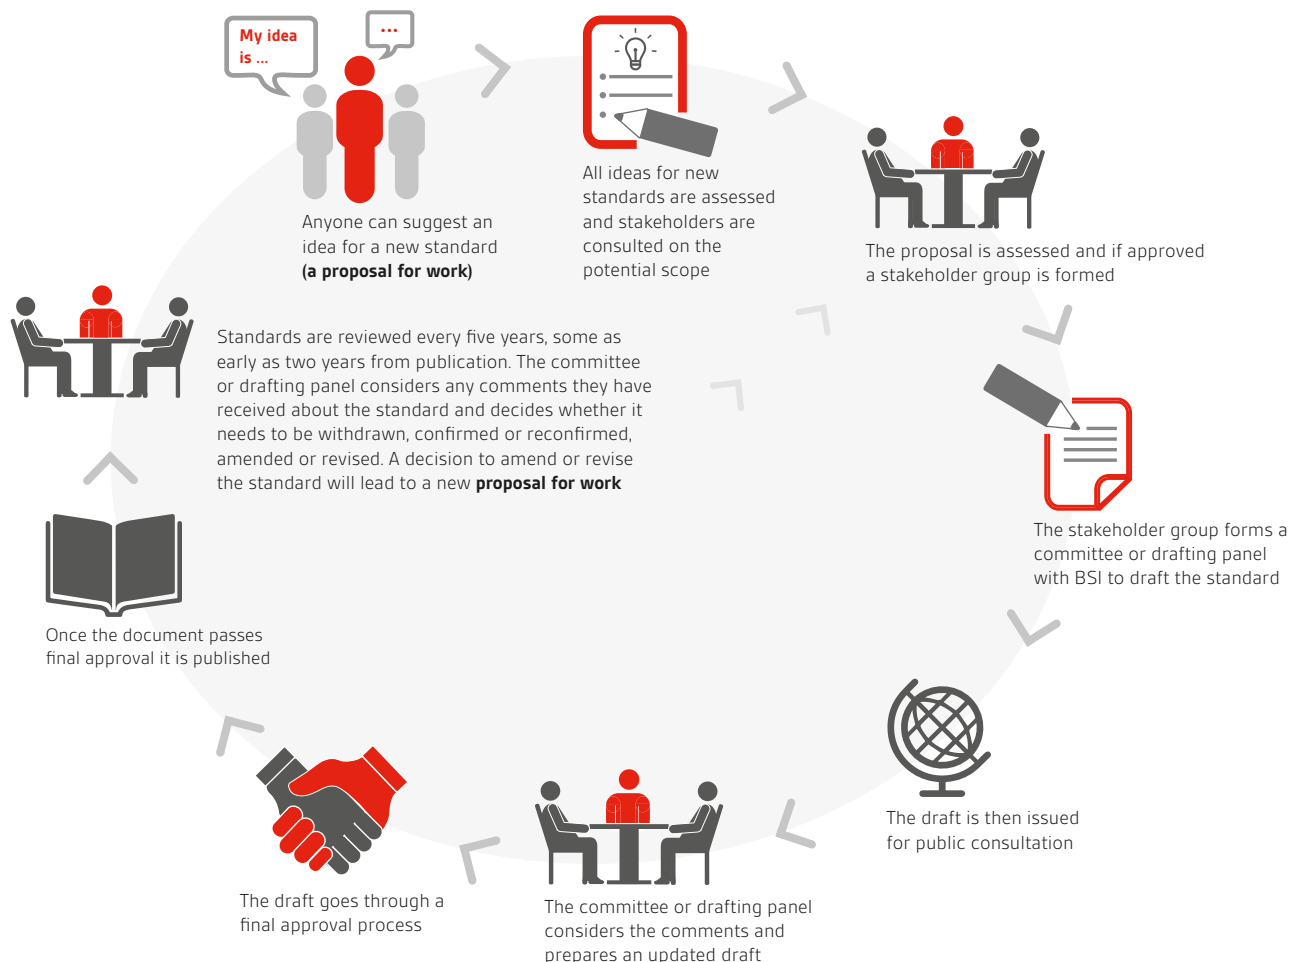 My idea
is ...
...
Anyone can suggest an
idea for a new standard
(a proposal for work)
All ideas for new
standards are assessed
and stakeholders are
consulted on the
potential scope
The proposal is assessed and if approved
a stakeholder group is formed
The stakeholder group forms a
committee or drafting panel
with BSI to draft the standard
The draft is then issued
for public consultation
The committee or drafting panel
considers the comments and
prepares an updated draft
The draft goes through a
final approval process
Once the document passes
final approval it is published
Standards are reviewed every five years, some as
early as two years from publication. The committee
or drafting panel considers any comments they have
received about the standard and decides whether it
needs to be withdrawn, confirmed or reconfirmed,
amended or revised. A decision to amend or revise
the standard will lead to a new proposal for work